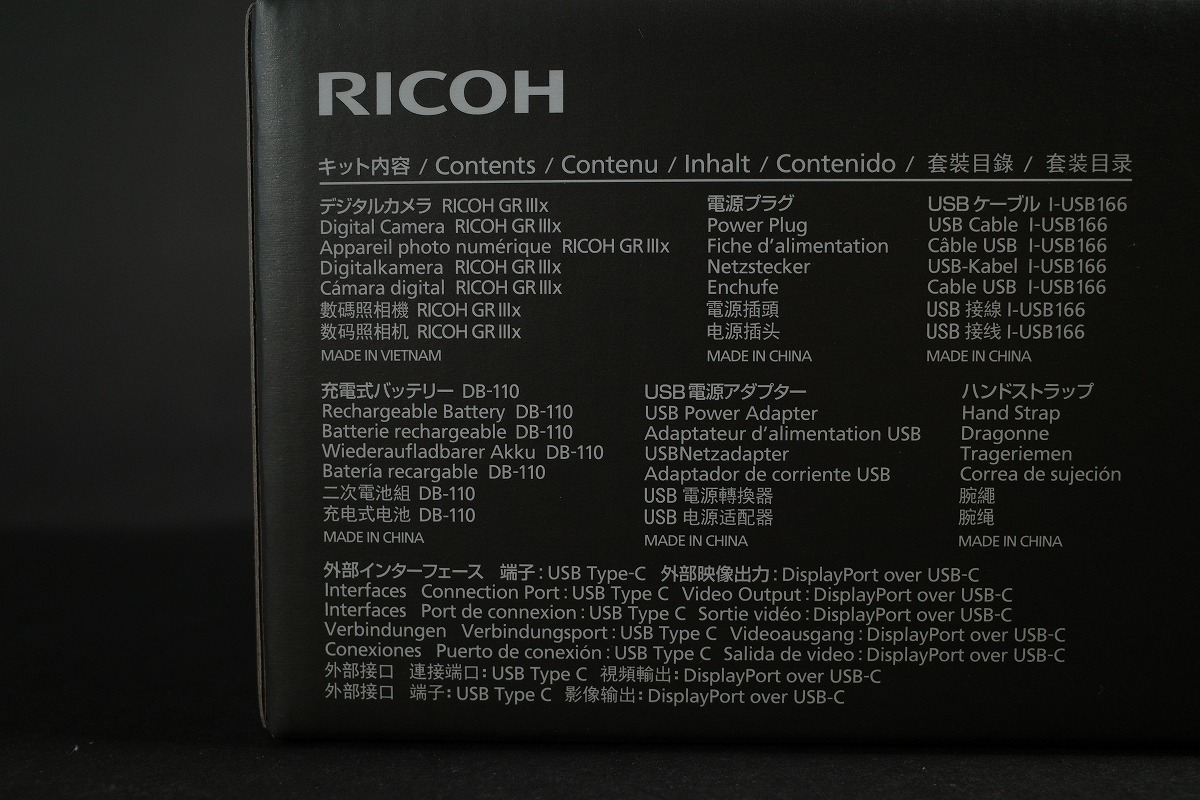 RICOH
キット内容 / Contents / Contenu / Inhalt / Contenido / 套裝目錄 / 套装目录
デジタルカメラ RICOH GR IIIx
Digital Camera RICOH GR IIIx
Appareil photo numérique RICOH GR IIIx
Digitalkamera RICOH GR IIIx
Cámara digital RICOH GR IIIx
數碼照相機 RICOH GR IIIx
数码照相机 RICOH GR IIIx
MADE IN VIETNAM
電源プラグ
Power Plug
Fiche d'alimentation
Netzstecker
Enchufe
電源插頭
电源插头
MADE IN CHINA
USBケーブル I-USB166
USB Cable I-USB166
Câble USB I-USB166
USB-Kabel I-USB166
Cable USB I-USB166
USB 接線 I-USB166
USB 接线 I-USB166
MADE IN CHINA
充電式バッテリー DB-110
Rechargeable Battery DB-110
Batterie rechargeable DB-110
Wiederaufladbarer Akku DB-110
Batería recargable DB-110
二次電池組 DB-110
充电式电池 DB-110
MADE IN CHINA
USB電源アダプター
USB Power Adapter
Adaptateur d'alimentation USB
USBNetzadapter
Adaptador de corriente USB
USB 電源轉換器
USB 电源适配器
MADE IN CHINA
ハンドストラップ
Hand Strap
Dragonne
Trageriemen
Correa de sujeción
腕繩
腕绳
MADE IN CHINA
外部インターフェース 端子：USB Type-C 外部映像出力：DisplayPort over USB-C
Interfaces Connection Port : USB Type C Video Output : DisplayPort over USB-C
Interfaces Port de connexion : USB Type C Sortie vidéo : DisplayPort over USB-C
Verbindungen Verbindungsport : USB Type C Videoausgang : DisplayPort over USB-C
Conexiones Puerto de conexión : USB Type C Salida de video : DisplayPort over USB-C
外部接口 連接端口：USB Type C 視頻輸出：DisplayPort over USB-C
外部接口 端子：USB Type C 影像输出：DisplayPort over USB-C